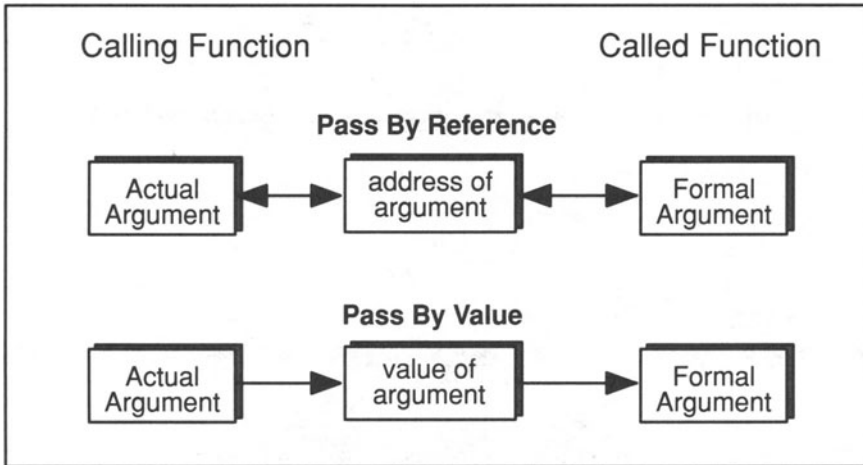 Calling Function
Called Function
Pass By Reference
Actual
Argument
address of
argument
Formal
Argument
Pass By Value
Actual
Argument
value of
argument
Formal
Argument